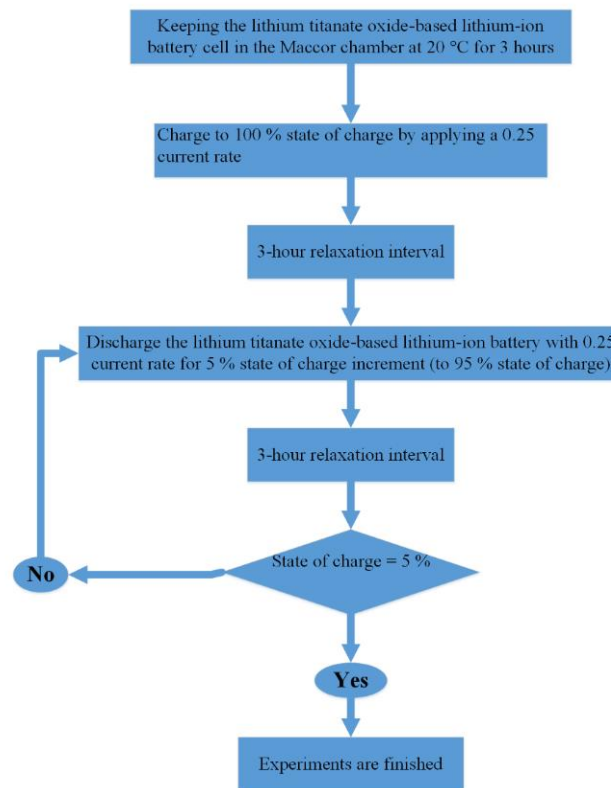 Keeping the lithium titanate oxide-based lithium-ion
battery cell in the Maccor chamber at 20 °C for 3 hours
Charge to 100 % state of charge by applying a 0.25
current rate
3-hour relaxation interval
Discharge the lithium titanate oxide-based lithium-ion battery with 0.25
current rate for 5 % state of charge increment (to 95 % state of charge)
3-hour relaxation interval
State of charge = 5 %
No
Yes
Experiments are finished